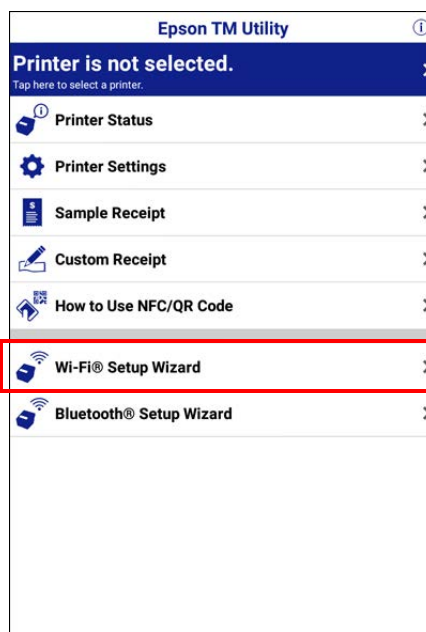 Epson TM Utility
Printer is not selected.
Tap here to select a printer.
Printer Status
Printer Settings
Sample Receipt
Custom Receipt
How to Use NFC/QR Code
Wi-Fi® Setup Wizard
Bluetooth® Setup Wizard